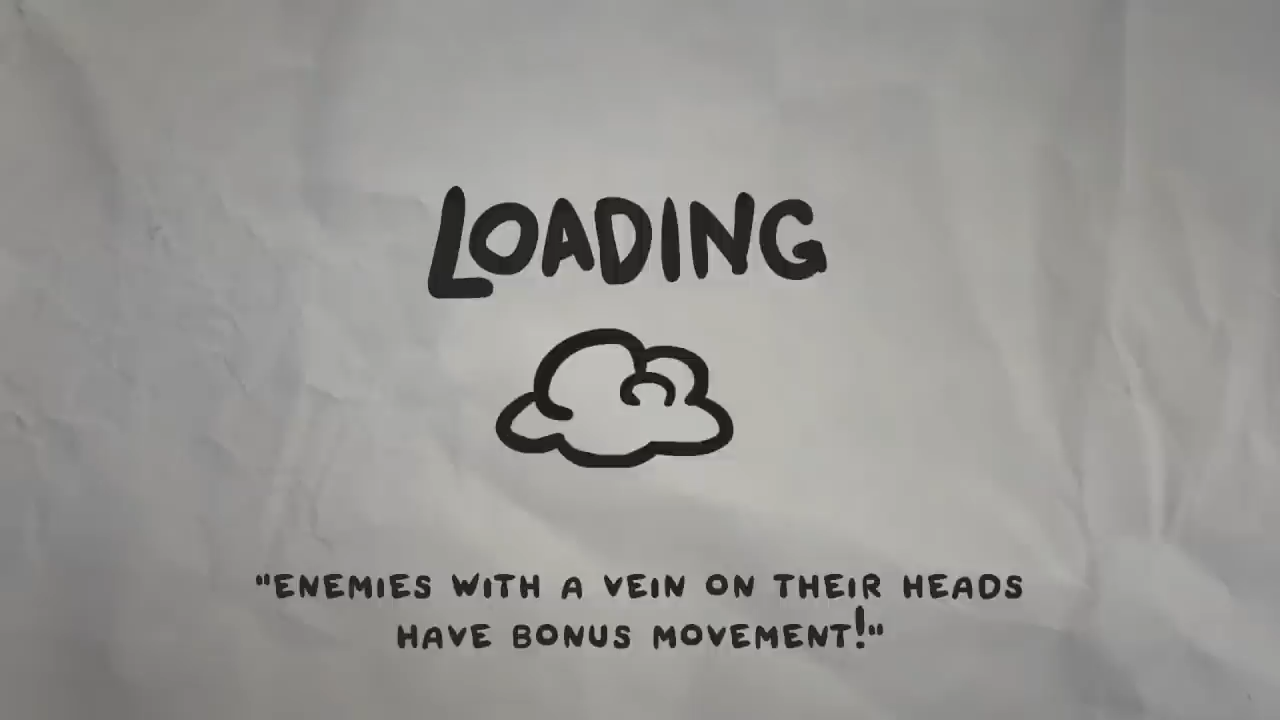 LOADING
"ENEMIES WITH A VEIN ON THEIR HEADS
HAVE BONUS MOVEMENT!"